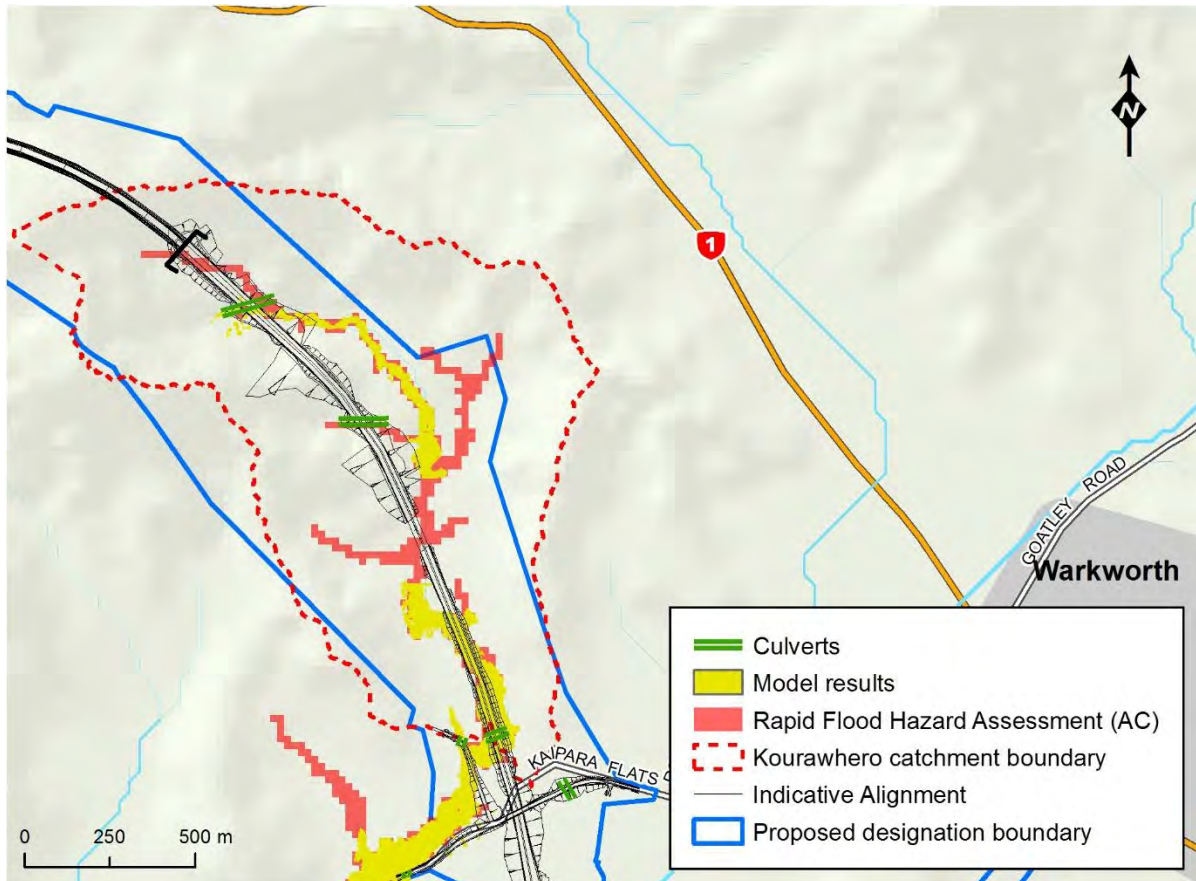 N
1
GOATLEY ROAD
Warkworth
KAIPARA FLATS
Culverts
Model results
Rapid Flood Hazard Assessment (AC)
Kourawhero catchment boundary
Indicative Alignment
Proposed designation boundary
0 250 500 m